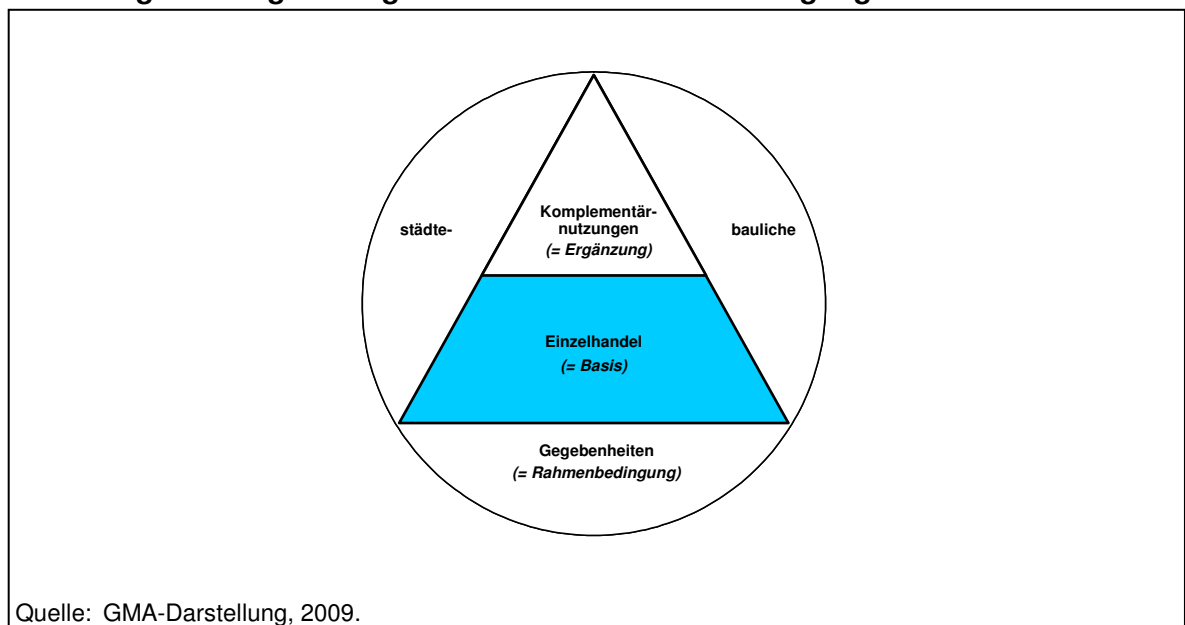 städte-
Komplementär-
nutzungen
(= Ergänzung)
bauliche
Einzelhandel
(= Basis)
Gegebenheiten
(= Rahmenbedingung)
Quelle: GMA-Darstellung, 2009.